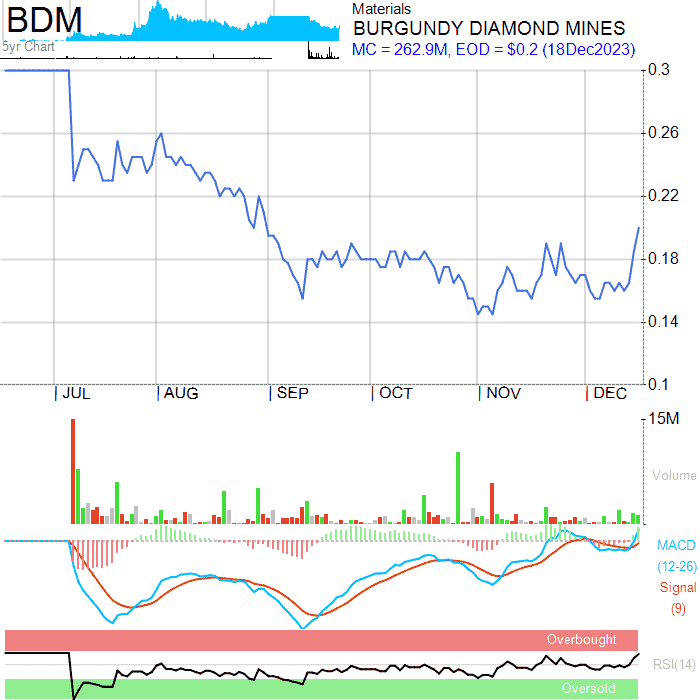 BDM
5yr Chart
Materials
BURGUNDY DIAMOND MINES
MC = 262.9M, EOD = $0.2 (18Dec2023)
0.3
0.26
0.22
0.18
0.14
0.1
JUL
AUG
SEP
OCT
NOV
DEC
15M
Volume
MACD
(12-26)
Signal
(9)
Overbought
RSI(14)
Oversold